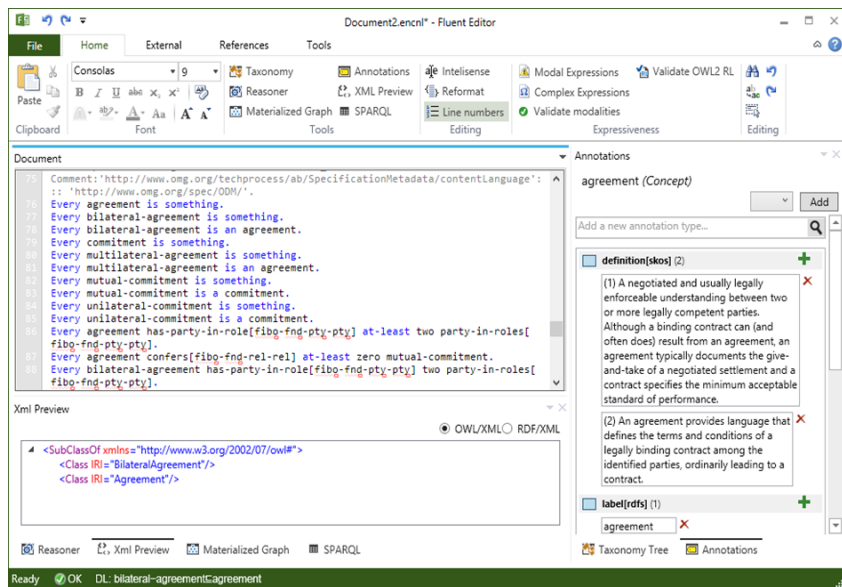 Document2.encnl* - Fluent Editor
File Home External References Tools
Consolas 9
Taxonomy Annotations Intelisense Modal Expressions Validate OWL2 RL
Paste
B I U abc x, x² Reasoner XML Preview Reformat Complex Expressions
A ab A Aa A A Materialized Graph SPARQL Line numbers Validate modalities
Clipboard Font Tools Editing Expressiveness Editing
Document
75 Comment:'http://www.omg.org/techprocess/ab/SpecificationMetadata/contentLanguage':
:: 'http://www.omg.org/spec/ODM/'.
76 Every agreement is something.
77 Every bilateral-agreement is something.
78 Every bilateral-agreement is an agreement.
79 Every commitment is something.
80 Every multilateral-agreement is something.
81 Every multilateral-agreement is an agreement.
82 Every mutual-commitment is something.
83 Every mutual-commitment is a commitment.
84 Every unilateral-commitment is something.
85 Every unilateral-commitment is a commitment.
86 Every agreement has-party-in-role[fibo-fnd-pty-pty] at-least two party-in-roles[
fibo-fnd-pty-pty].
87 Every agreement confers[fibo-fnd-rel-rel] at-least zero mutual-commitment.
88 Every bilateral-agreement has-party-in-role[fibo-fnd-pty-pty] two party-in-roles[
fibo-fnd-pty-pty].
Xml Preview
OWL/XML RDF/XML
<SubClassOf xmlns="http://www.w3.org/2002/07/owl#">
<Class IRI="BilateralAgreement"/>
<Class IRI="Agreement"/>
Reasoner Xml Preview Materialized Graph SPARQL
Annotations
agreement (Concept)
Add
Add a new annotation type...
definition[skos] (2)
(1) A negotiated and usually legally
enforceable understanding between two
or more legally competent parties.
Although a binding contract can (and
often does) result from an agreement, an
agreement typically documents the give-
and-take of a negotiated settlement and a
contract specifies the minimum acceptable
standard of performance.
(2) An agreement provides language that
defines the terms and conditions of a
legally binding contract among the
identified parties, ordinarily leading to a
contract.
label[rdfs] (1)
agreement
Taxonomy Tree Annotations
Ready OK DL: bilateral-agreement⊑agreement